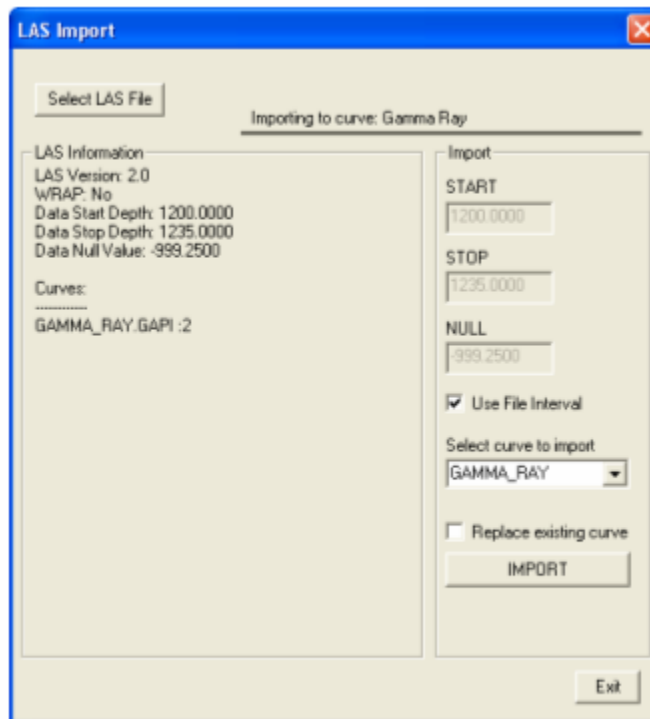 LAS Import
Select LAS File
Importing to curve: Gamma Ray
LAS Information
LAS Version: 2.0
WRAP: No
Data Start Depth: 1200.0000
Data Stop Depth: 1235.0000
Data Null Value: -999.2500
Curves:
-------------
GAMMA_RAY.GAPI :2
Import
START
1200.0000
STOP
1235.0000
NULL
-999.2500
Use File Interval
Select curve to import
GAMMA_RAY
Replace existing curve
IMPORT
Exit